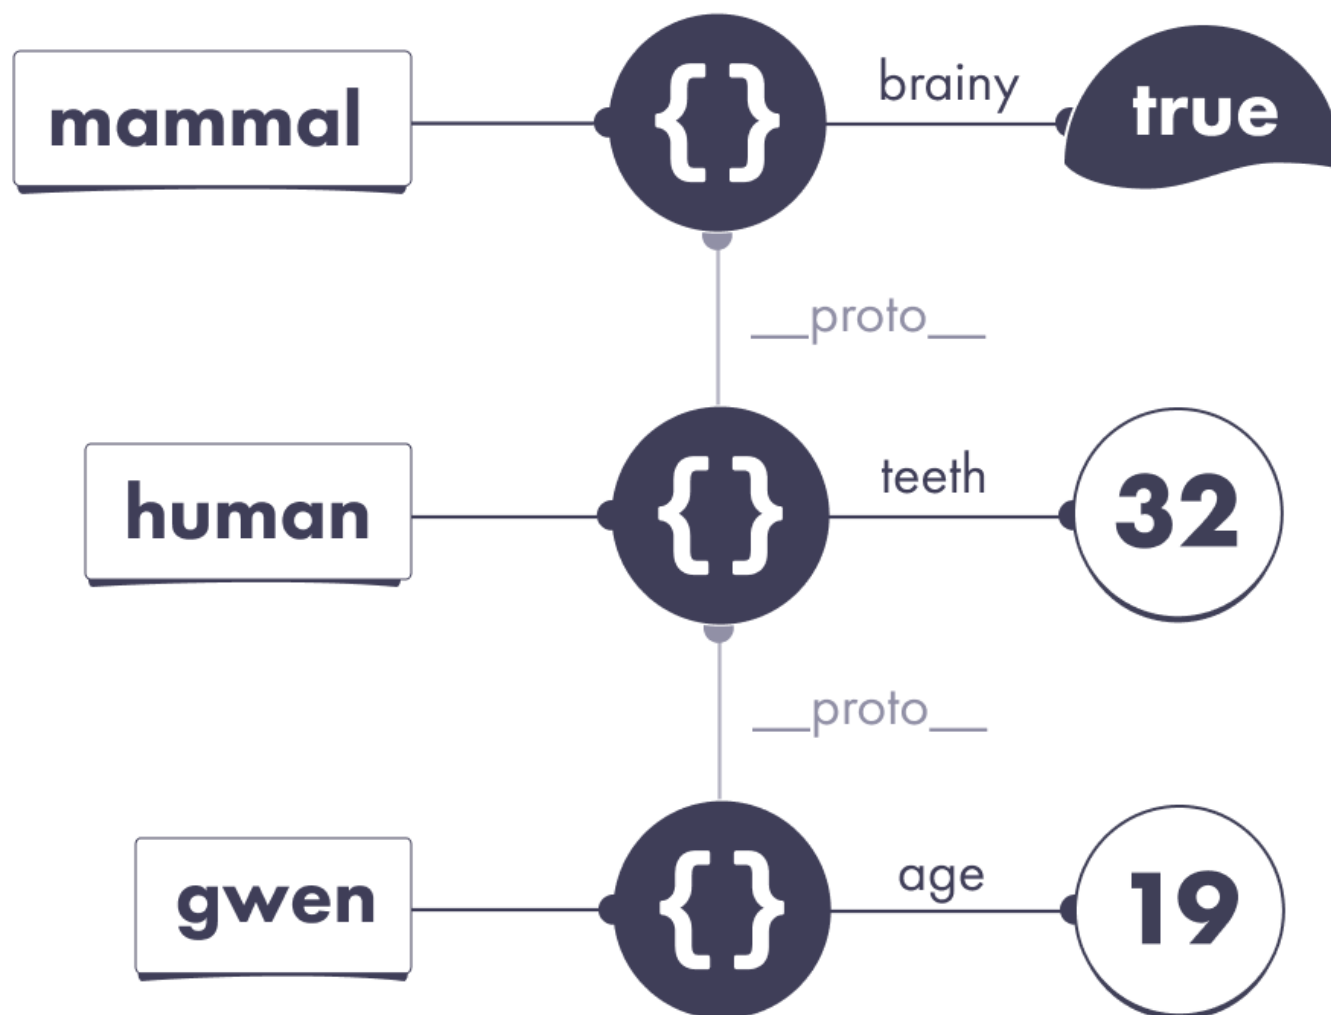 mammal {} brainy true
__proto__
human {} teeth 32
__proto__
gwen {} age 19